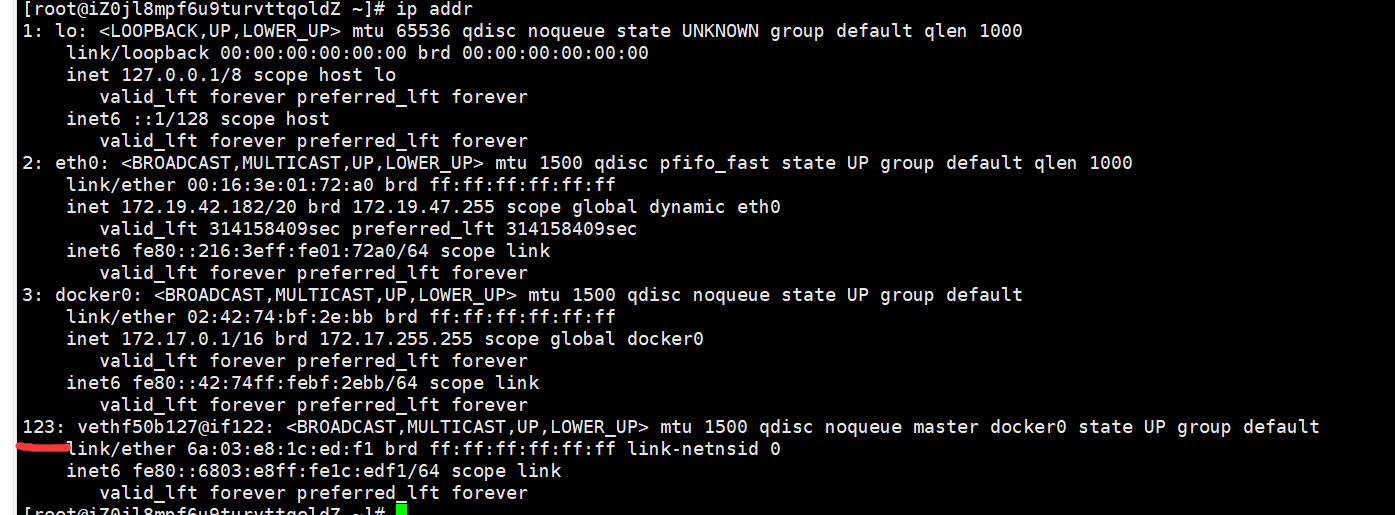 [root@iZ0jl8mpf6u9turvttqoldZ ~]# ip addr
1: lo: <LOOPBACK,UP,LOWER_UP> mtu 65536 qdisc noqueue state UNKNOWN group default qlen 1000
    link/loopback 00:00:00:00:00:00 brd 00:00:00:00:00:00
    inet 127.0.0.1/8 scope host lo
       valid_lft forever preferred_lft forever
    inet6 ::1/128 scope host
       valid_lft forever preferred_lft forever
2: eth0: <BROADCAST,MULTICAST,UP,LOWER_UP> mtu 1500 qdisc pfifo_fast state UP group default qlen 1000
    link/ether 00:16:3e:01:72:a0 brd ff:ff:ff:ff:ff:ff
    inet 172.19.42.182/20 brd 172.19.47.255 scope global dynamic eth0
       valid_lft 314158409sec preferred_lft 314158409sec
    inet6 fe80::216:3eff:fe01:72a0/64 scope link
       valid_lft forever preferred_lft forever
3: docker0: <BROADCAST,MULTICAST,UP,LOWER_UP> mtu 1500 qdisc noqueue state UP group default
    link/ether 02:42:74:bf:2e:bb brd ff:ff:ff:ff:ff:ff
    inet 172.17.0.1/16 brd 172.17.255.255 scope global docker0
       valid_lft forever preferred_lft forever
    inet6 fe80::42:74ff:febf:2ebb/64 scope link
       valid_lft forever preferred_lft forever
123: vethf50b127@if122: <BROADCAST,MULTICAST,UP,LOWER_UP> mtu 1500 qdisc noqueue master docker0 state UP group default
    link/ether 6a:03:e8:1c:ed:f1 brd ff:ff:ff:ff:ff:ff link-netnsid 0
    inet6 fe80::6803:e8ff:fe1c:edf1/64 scope link
       valid_lft forever preferred_lft forever
[root@iZ0jl8mpf6u9turvttqoldZ ~]#